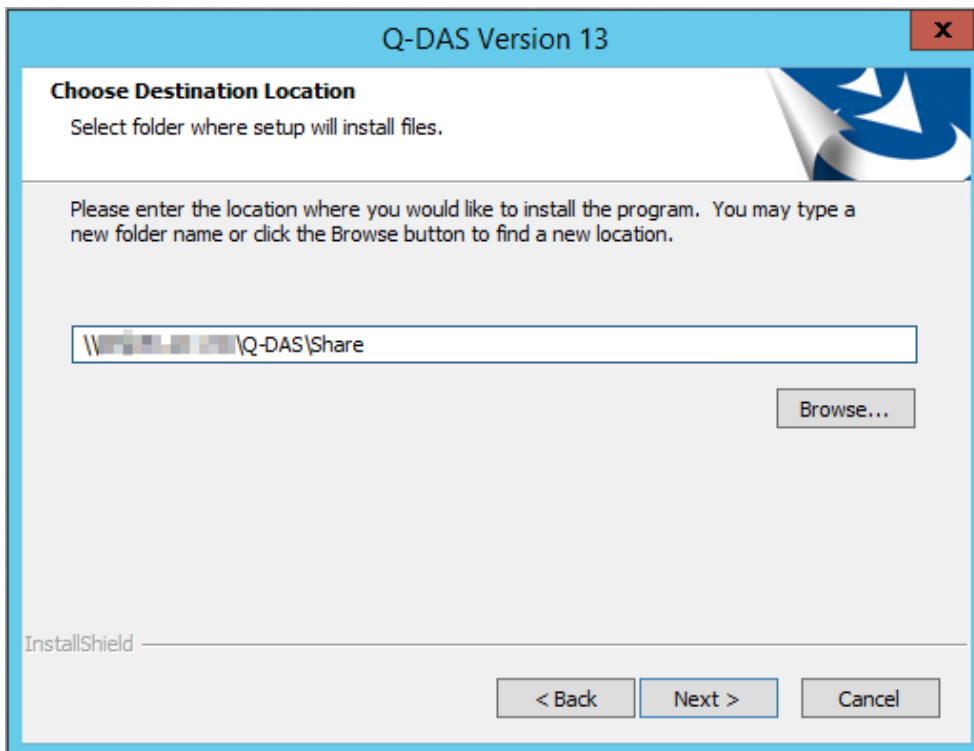 Q-DAS Version 13
x
Choose Destination Location
Select folder where setup will install files.
Please enter the location where you would like to install the program. You may type a
new folder name or click the Browse button to find a new location.
\\ \Q-DAS\Share
Browse...
InstallShield
< Back Next > Cancel